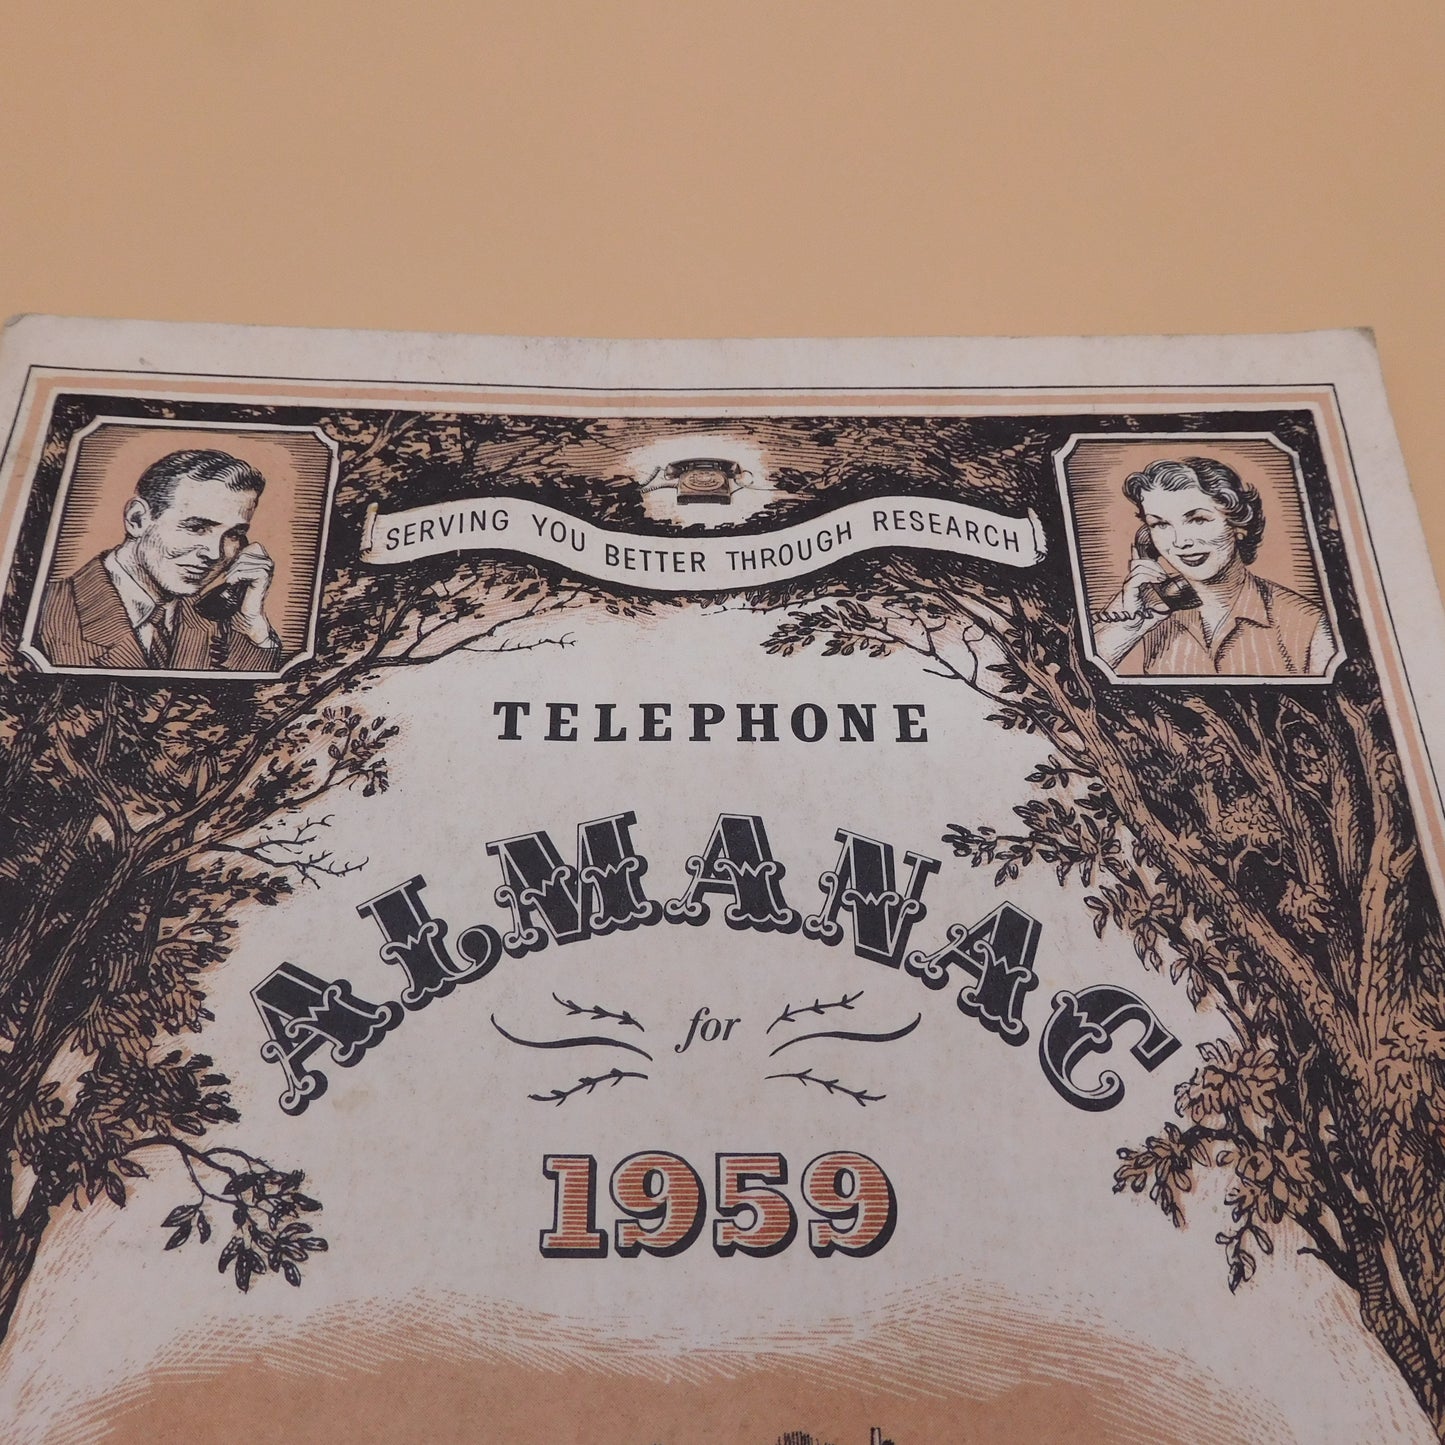 SERVING YOU BETTER THROUGH RESEARCH
TELEPHONE
ALMANAC
for
1959